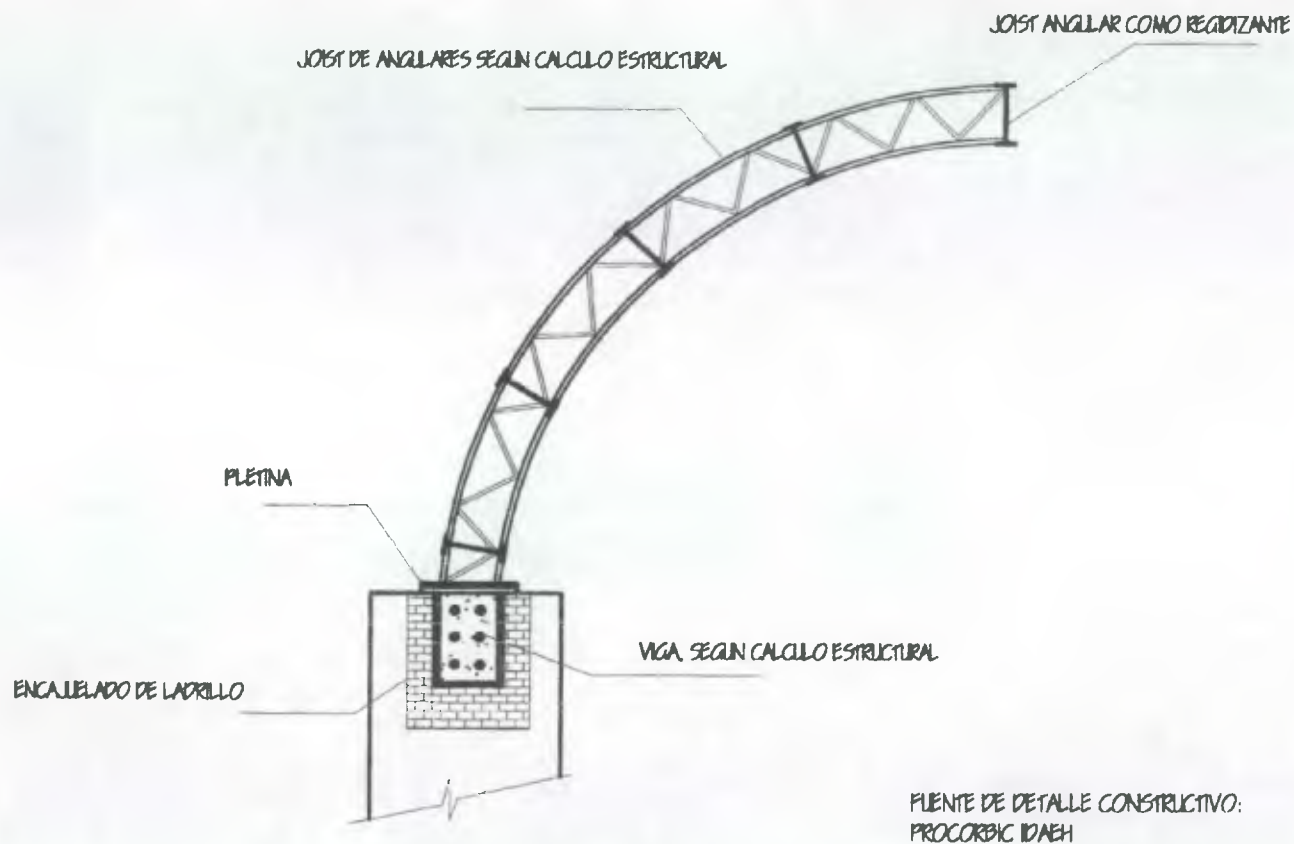 JOIST ANGULAR COMO REGIDIZANTE
JOIST DE ANGULARES SEGUN CALCULO ESTRUCTURAL
PLETINA
VIGA, SEGUN CALCULO ESTRUCTURAL
ENCAJUELADO DE LADRILLO
FUENTE DE DETALLE CONSTRUCTIVO:
PROCORBIC IDAEH